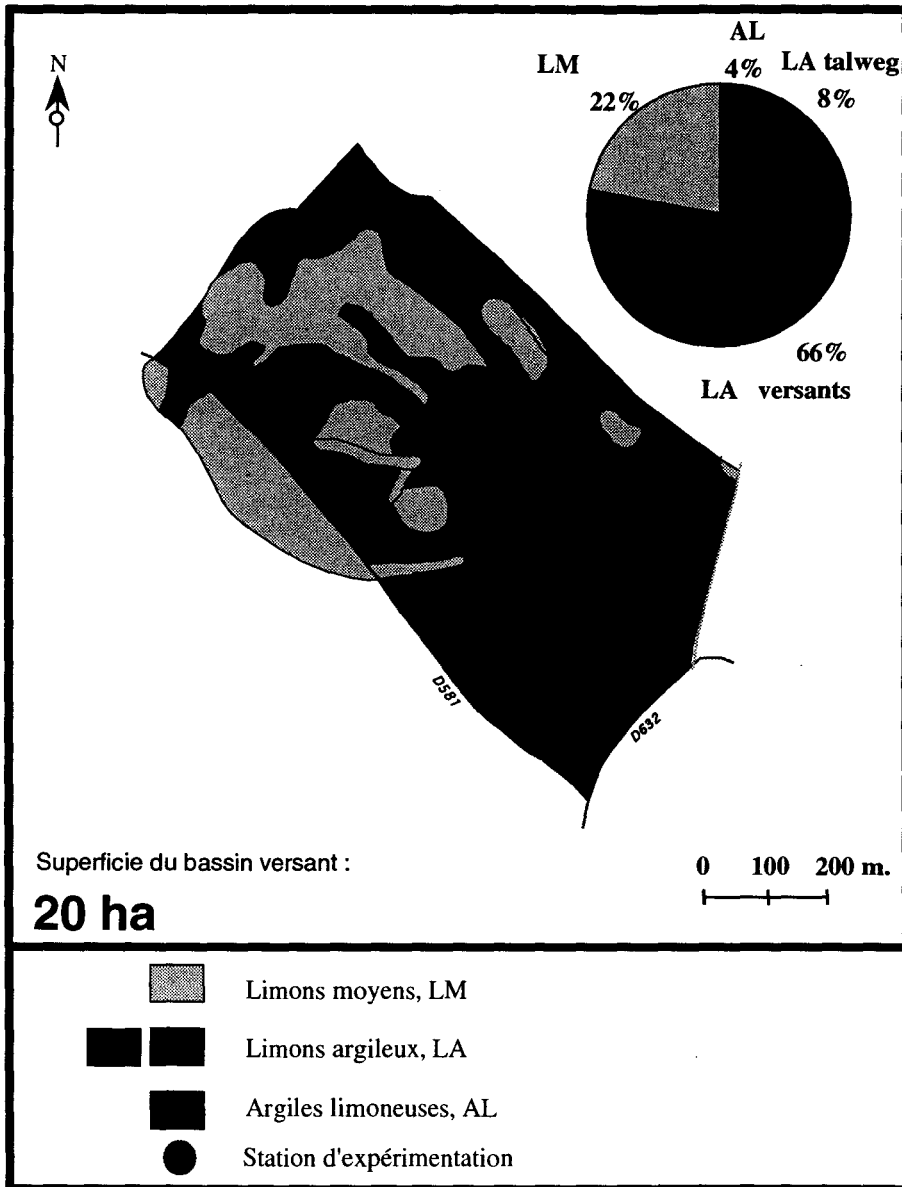 N
AL
LM
4%
LA talweg
22%
8%
66%
LA versants
D581
D632
Superficie du bassin versant :
20 ha
0 100 200 m.
Limons moyens, LM
Limons argileux, LA
Argiles limoneuses, AL
Station d'expérimentation